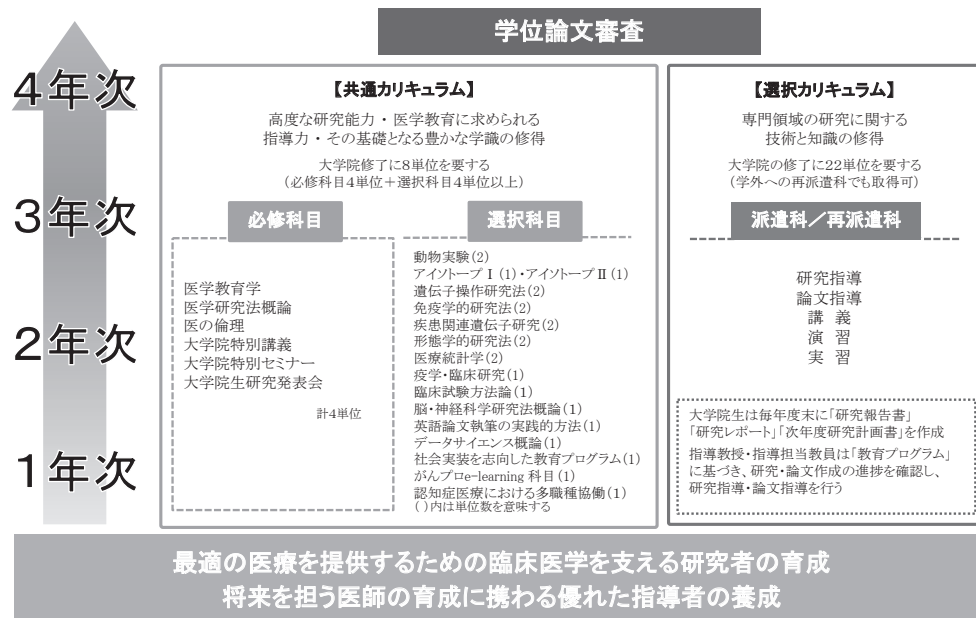 学位論文審査
4年次
3年次
2年次
1年次
【共通カリキュラム】
高度な研究能力・医学教育に求められる
指導力・その基礎となる豊かな学識の修得
大学院修了に8単位を要する
(必修科目4単位+選択科目4単位以上)
必修科目
医学教育学
医学研究法概論
医の倫理
大学院特別講義
大学院特別セミナー
大学院生研究発表会
計4単位
選択科目
動物実験(2)
アイソトープⅠ(1)・アイソトープⅡ(1)
遺伝子操作研究法(2)
免疫学的研究法(2)
疾患関連遺伝子研究(2)
形態学的研究法(2)
医療統計学(2)
疫学・臨床研究(1)
臨床試験方法論(1)
脳・神経科学研究法概論(1)
英語論文執筆の実践的方法(1)
データサイエンス概論(1)
社会実装を志向した教育プログラム(1)
がんプロe-learning 科目(1)
認知症医療における多職種協働(1)
( )内は単位数を意味する
【選択カリキュラム】
専門領域の研究に関する
技術と知識の修得
大学院の修了に22単位を要する
(学外への再派遣科でも取得可)
派遣科/再派遣科
研究指導
論文指導
講 義
演 習
実 習
大学院生は毎年度末に「研究報告書」
「研究レポート」「次年度研究計画書」を作成
指導教授・指導担当教員は「教育プログラム」
に基づき、研究・論文作成の進捗を確認し、
研究指導・論文指導を行う
最適の医療を提供するための臨床医学を支える研究者の育成
将来を担う医師の育成に携わる優れた指導者の養成